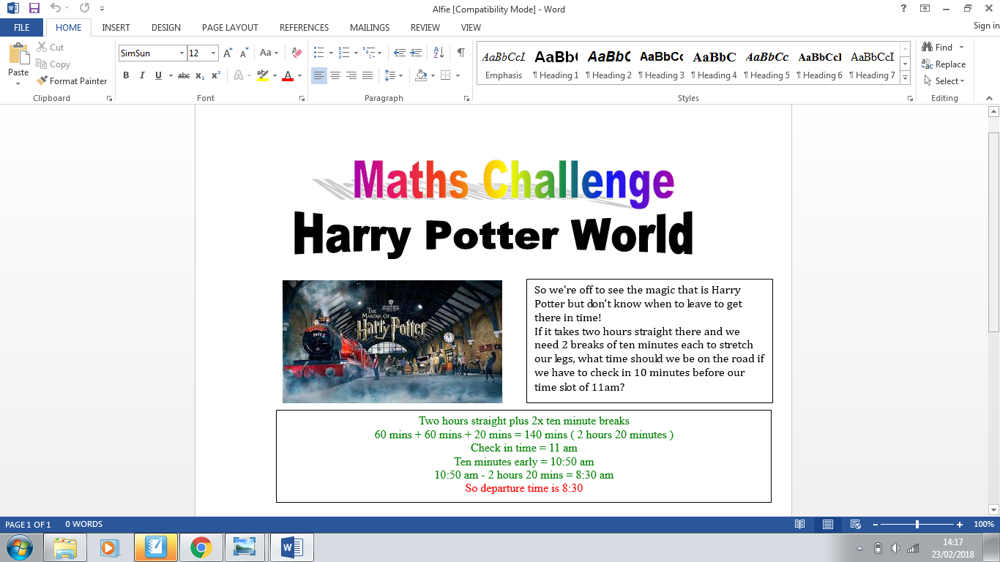 Alfie [Compatibility Mode] - Word
FILE HOME INSERT DESIGN PAGE LAYOUT REFERENCES MAILINGS REVIEW VIEW Sign in
Paste
Cut
Copy
Format Painter
Clipboard
SimSun 12
Font
Paragraph
AaBbCcI AaBb( AaBbC AaBbCc AaBbC AaBbCc AaBbCcI AaBbCcI
Emphasis ¶ Heading 1 ¶ Heading 2 ¶ Heading 3 ¶ Heading 4 ¶ Heading 5 ¶ Heading 6 ¶ Heading 7
Styles
Find
Replace
Select
Editing
Maths Challenge
Harry Potter World
THE
MAKING OF
Harry Potter
5972
So we're off to see the magic that is Harry
Potter but don't know when to leave to get
there in time!
If it takes two hours straight there and we
need 2 breaks of ten minutes each to stretch
our legs, what time should we be on the road if
we have to check in 10 minutes before our
time slot of 11am?
Two hours straight plus 2x ten minute breaks
60 mins + 60 mins + 20 mins = 140 mins ( 2 hours 20 minutes )
Check in time = 11 am
Ten minutes early = 10:50 am
10:50 am - 2 hours 20 mins = 8:30 am
So departure time is 8:30
PAGE 1 OF 1 0 WORDS 100%
14:17
23/02/2018